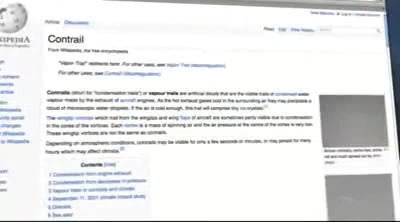 IKIPEDIA
Article Discussion
Read Edit View history
Contrail
From Wikipedia, the free encyclopedia
"Vapor Trail" redirects here. For other uses, see Vapor Trail (disambiguation).
For other uses, see Contrail (disambiguation).
Contrails (short for "condensation trails") or vapour trails are artificial clouds that are the visible trails of condensed water
vapour made by the exhaust of aircraft engines. As the hot exhaust gases cool in the surrounding air they may precipitate a
cloud of microscopic water droplets. If the air is cold enough, this trail will comprise tiny ice crystals.
The wingtip vortices which trail from the wingtips and wing flaps of aircraft are sometimes partly visible due to condensation
in the cores of the vortices. Each vortex is a mass of spinning air and the air pressure at the centre of the vortex is very low.
These wingtip vortices are not the same as contrails.
Depending on atmospheric conditions, contrails may be visible for only a few seconds or minutes, or may persist for many
hours which may affect climate.
Contents [hide]
1 Condensation from engine exhaust
2 Condensation from decreases in pressure
3 Vapour trails or contrails and climate
4 September 11, 2001 climate impact study
5 Distrails
6 See also